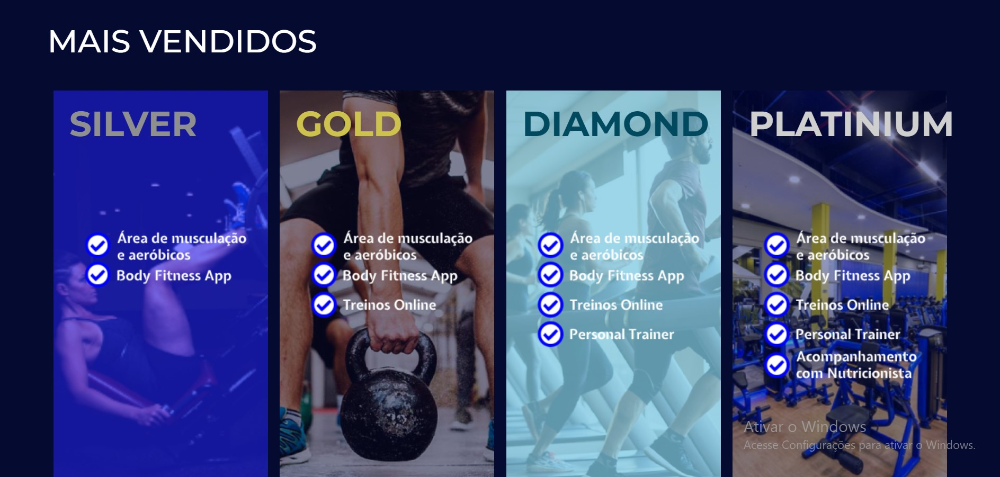 MAIS VENDIDOS
SILVER
Área de musculação
e aeróbicos
Body Fitness App
GOLD
Área de musculação
e aeróbicos
Body Fitness App
Treinos Online
DIAMOND
Área de musculação
e aeróbicos
Body Fitness App
Treinos Online
Personal Trainer
PLATINIUM
Área de musculação
e aeróbicos
Body Fitness App
Treinos Online
Personal Trainer
Acompanhamento
com Nutricionista
Ativar o Windows
Acesse Configurações para ativar o Windows.